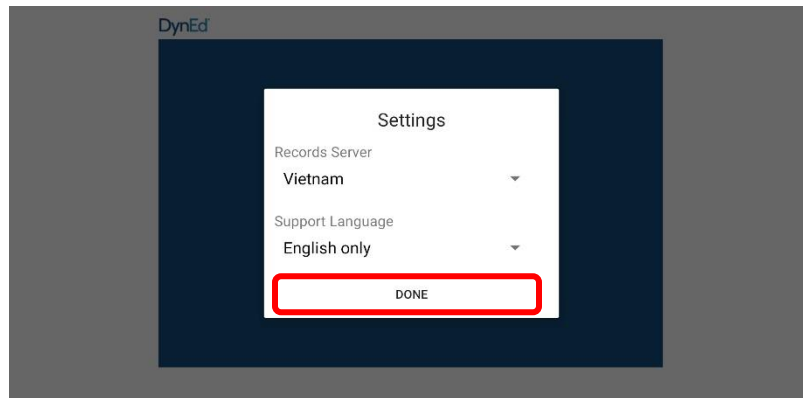 DynEd
Settings
Records Server
Vietnam
Support Language
English only
DONE